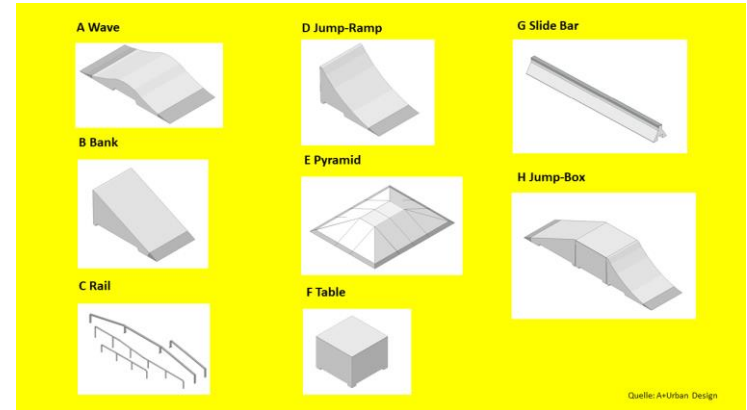 A Wave
B Bank
C Rail
D Jump-Ramp
E Pyramid
F Table
G Slide Bar
H Jump-Box
Quelle: A+Urban Design